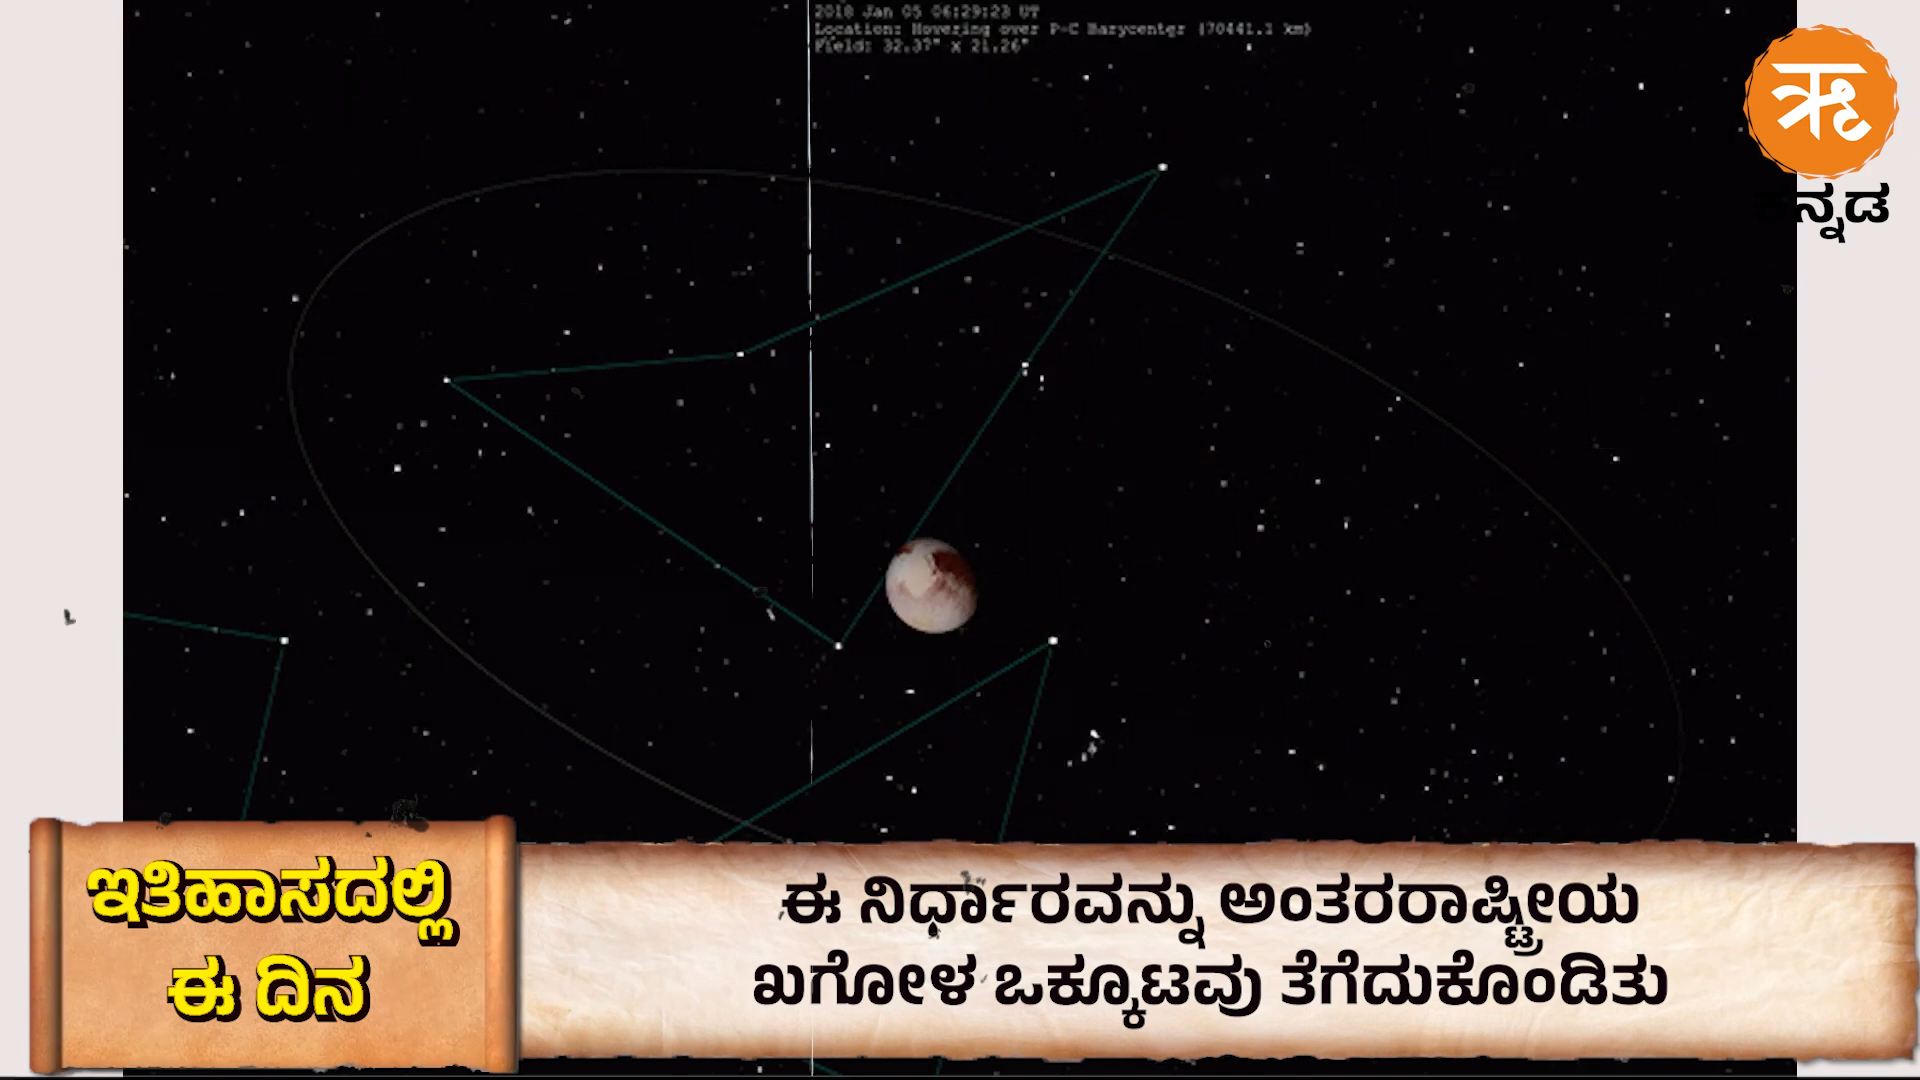 2018 Jan 05 06:29:23 UT
Location: Hovering over P-C Barycenter (70441.1 km)
Field: 32.37° x 21.26°
ऋ
ಕನ್ನಡ
ಇತಿಹಾಸದಲ್ಲಿ
ಈ ದಿನ
ಈ ನಿರ್ಧಾರವನ್ನು ಅಂತರರಾಷ್ಟ್ರೀಯ
ಖಗೋಳ ಒಕ್ಕೂಟವು ತೆಗೆದುಕೊಂಡಿತು